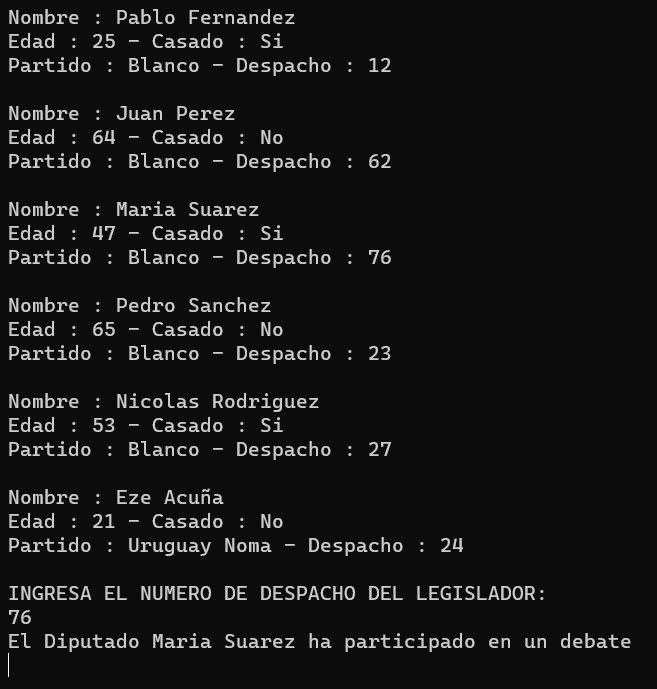 Nombre : Pablo Fernandez
Edad : 25 - Casado : Si
Partido : Blanco - Despacho : 12
Nombre : Juan Perez
Edad : 64 - Casado : No
Partido : Blanco - Despacho : 62
Nombre : Maria Suarez
Edad : 47 - Casado : Si
Partido : Blanco - Despacho : 76
Nombre : Pedro Sanchez
Edad : 65 - Casado : No
Partido : Blanco - Despacho : 23
Nombre : Nicolas Rodriguez
Edad : 53 - Casado : Si
Partido : Blanco - Despacho : 27
Nombre : Eze Acuña
Edad : 21 - Casado : No
Partido : Uruguay Noma - Despacho : 24
INGRESA EL NUMERO DE DESPACHO DEL LEGISLADOR:
76
El Diputado Maria Suarez ha participado en un debate